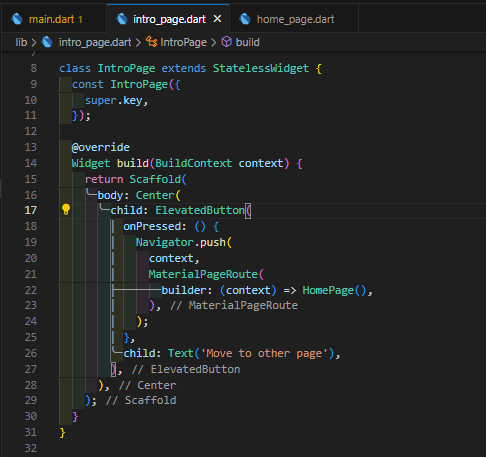 main.dart 1 intro_page.dart home_page.dart
lib > intro_page.dart > IntroPage > build
8 class IntroPage extends StatelessWidget {
9 const IntroPage({
10 super.key,
11 });
12
13 @override
14 Widget build(BuildContext context) {
15 return Scaffold(
16 body: Center(
17 child: ElevatedButton(
18 onPressed: () {
19 Navigator.push(
20 context,
21 MaterialPageRoute(
22 builder: (context) => HomePage(),
23 ), // MaterialPageRoute
24 );
25 },
26 child: Text('Move to other page'),
27 ), // ElevatedButton
28 ), // Center
29 ); // Scaffold
30 }
31 }
32